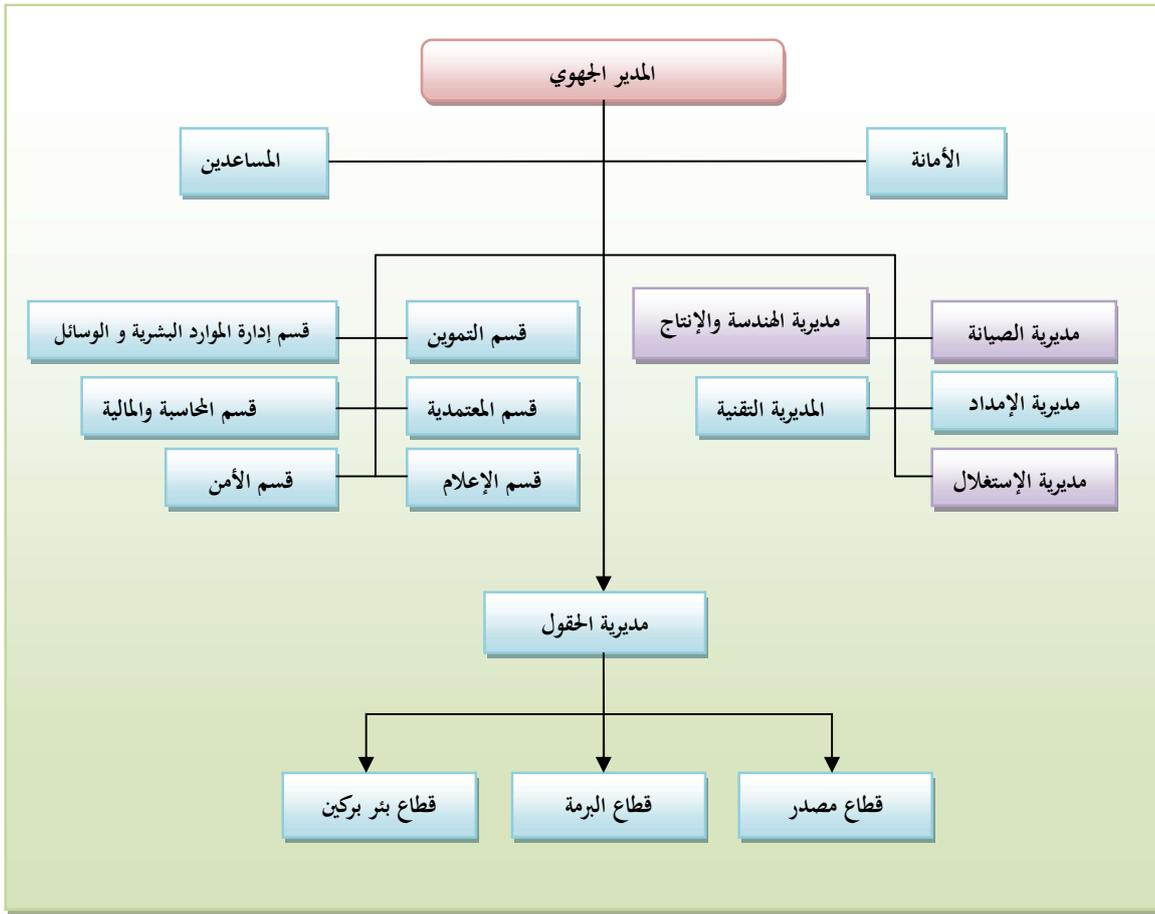 المدير الجهوي
الأمانة
المساعدين
مديرية الصيانة
مديرية الهندسة والإنتاج
قسم التموين
قسم إدارة الموارد البشرية و الوسائل
مديرية الإمداد
المديرية التقنية
قسم المعتمدية
قسم المحاسبة والمالية
مديرية الإستغلال
قسم الإعلام
قسم الأمن
مديرية الحقول
قطاع مصدر
قطاع البرمة
قطاع بئر بركين